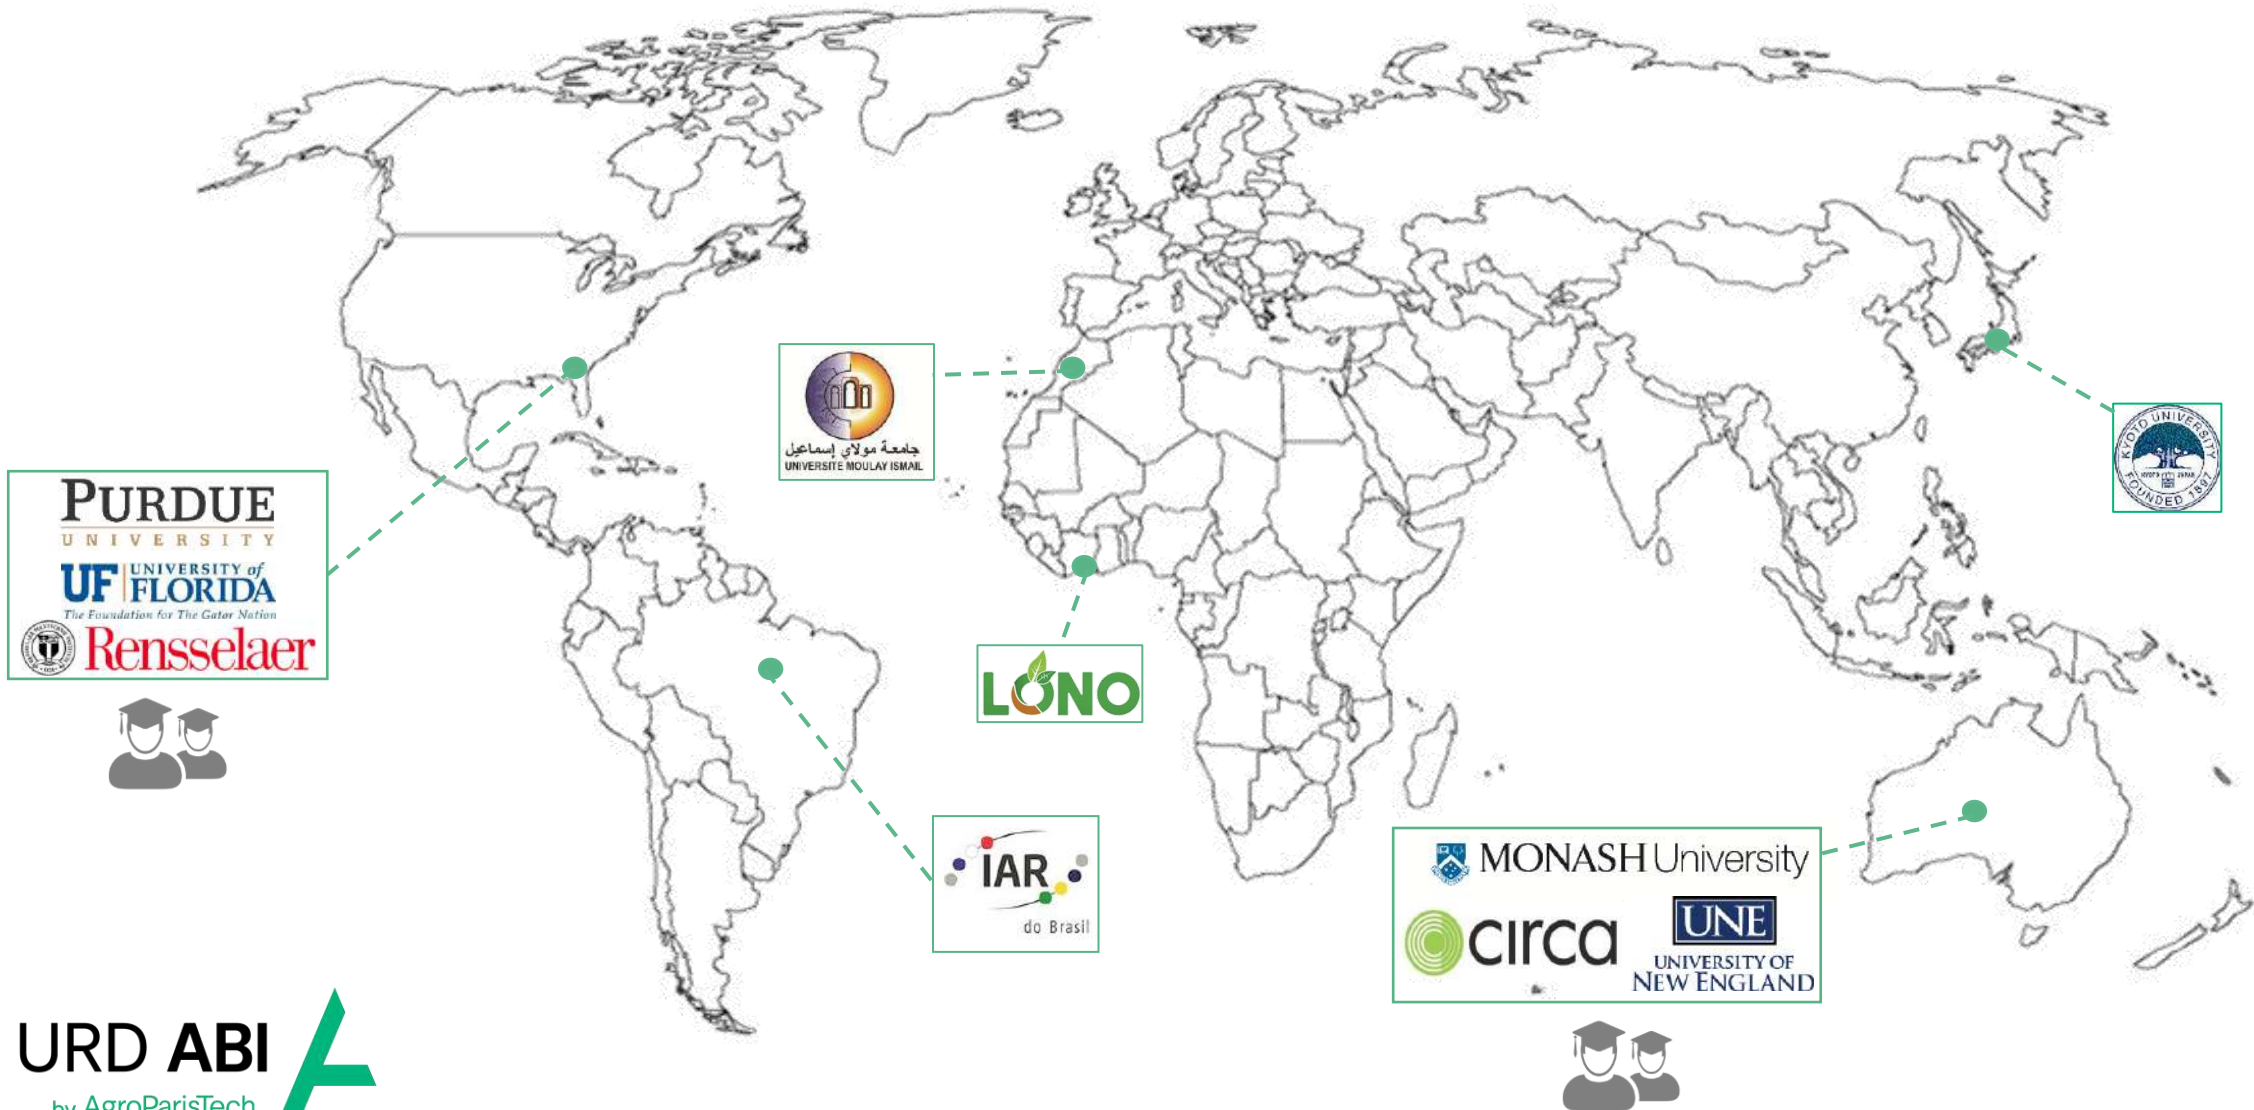 PURDUE
UNIVERSITY
UF UNIVERSITY of
FLORIDA
The Foundation for The Gator Nation
Rensselaer
جامعة مولاي إسماعيل
UNIVERSITE MOULAY ISMAIL
KYOTO UNIVERSITY
KYOTO JAPAN
FOUNDED 1897
LONO
IAR
do Brasil
MONASH University
circa
UNE
UNIVERSITY OF
NEW ENGLAND
URD ABI
by AgroParisTech